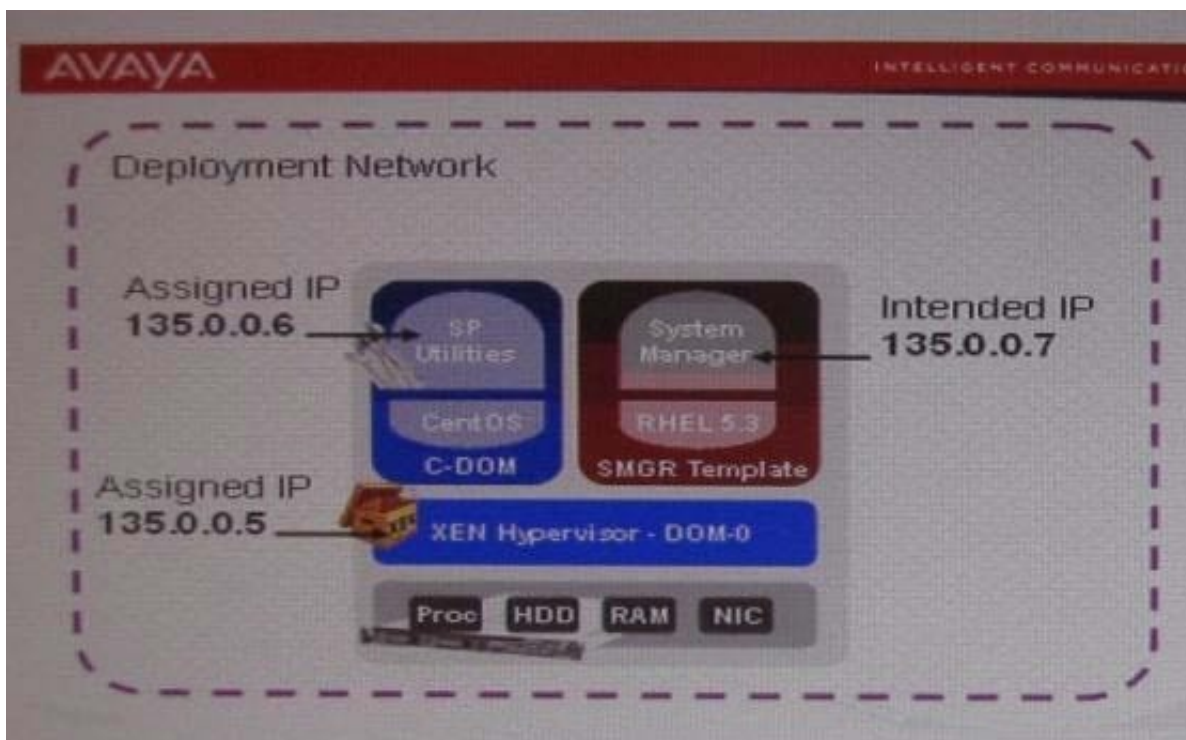 AVAYA
INTELLIGENT COMMUNICATI
Deployment Network
Assigned IP
135.0.0.6
SP
Utilities
CentOS
C-DOM
System
Manager
RHEL 5.3
SMGR Template
Intended IP
135.0.0.7
Assigned IP
135.0.0.5
XEN Hypervisor - DOM-0
Proc HDD RAM NIC